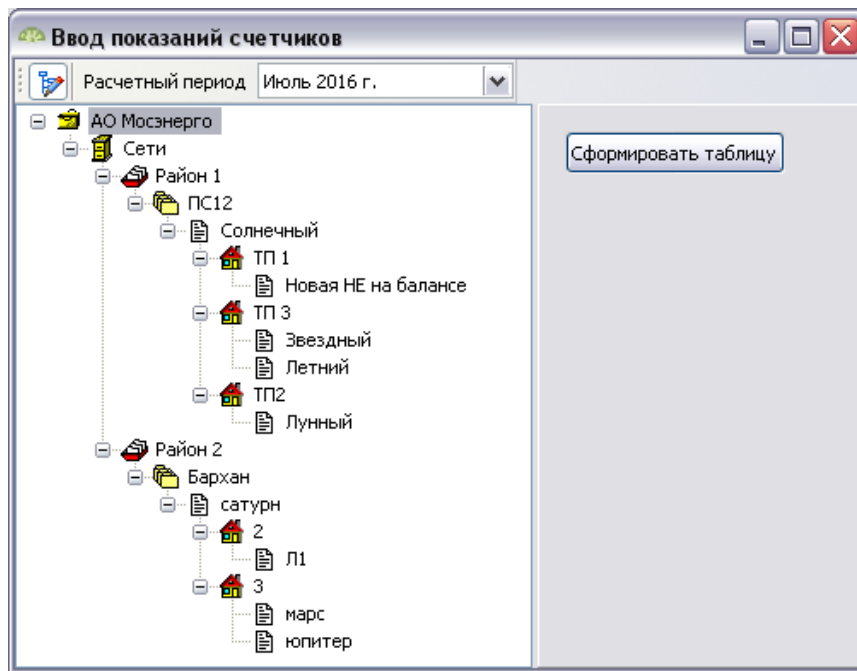 Ввод показаний счетчиков
Расчетный период Июль 2016 г.
АО Мосэнерго
Сформировать таблицу
Сети
Район 1
ПС12
Солнечный
ТП 1
Новая НЕ на балансе
ТП 3
Звездный
Летний
ТП2
Лунный
Район 2
Бархан
сатурн
2
Л1
3
марс
юпитер